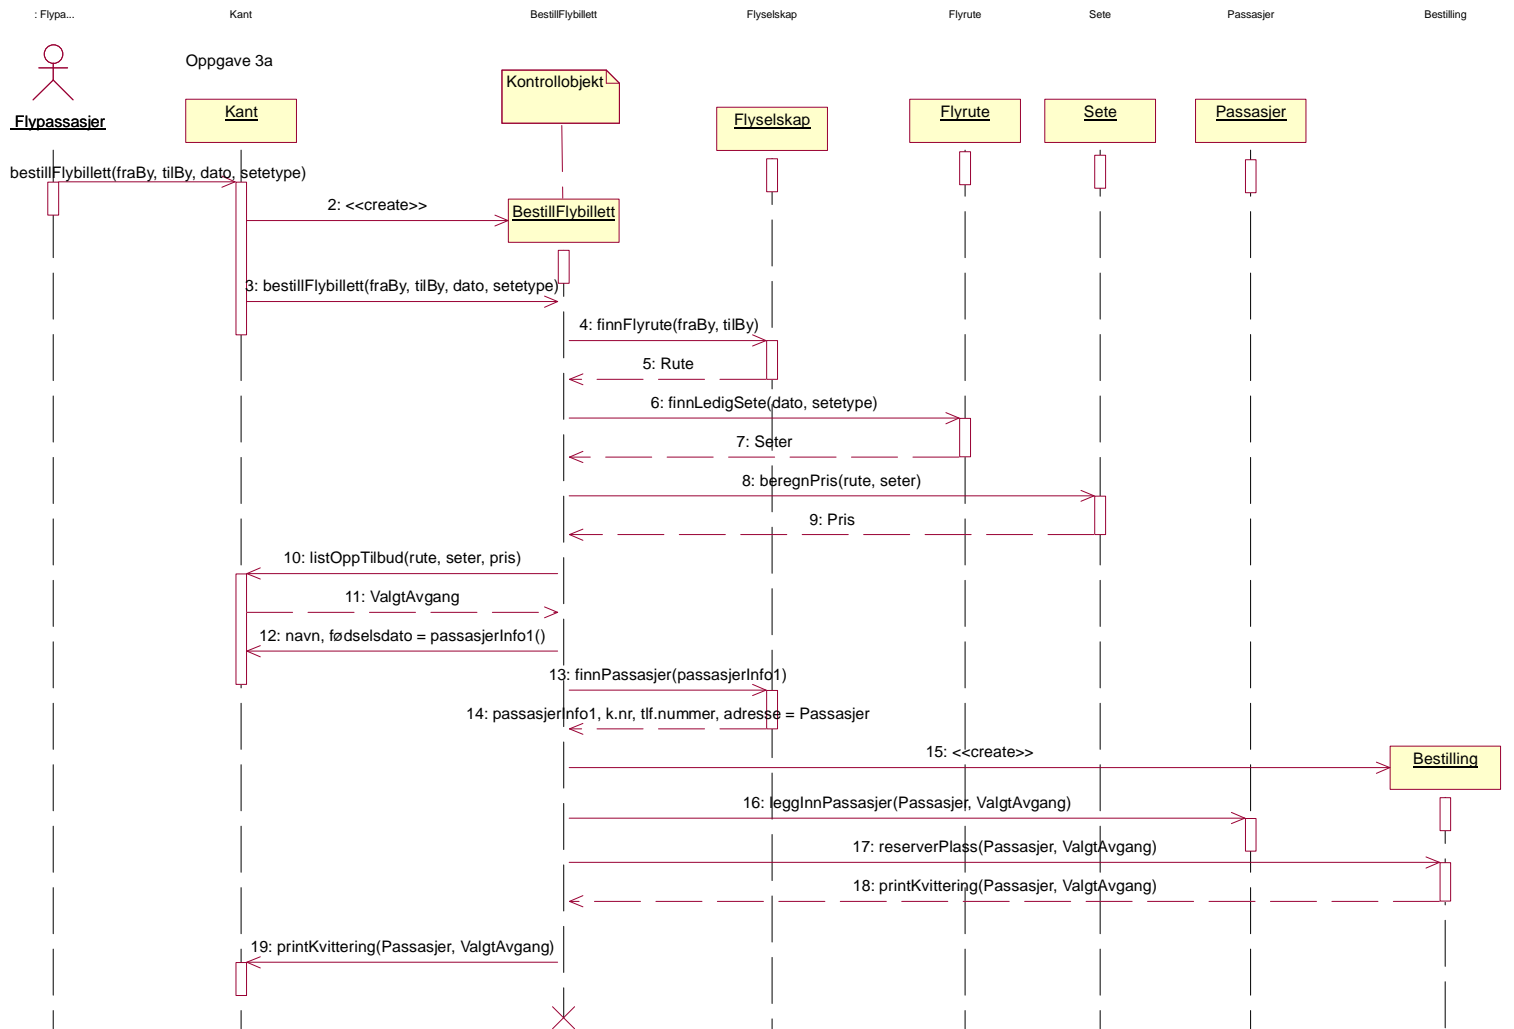 : Flypa...
Kant
BestillFlybillett
Flyselskap
Flyrute
Sete
Passasjer
Bestilling
Oppgave 3a
Kontrollobjekt
Flypassasjer
Kant
Flyselskap
Flyrute
Sete
Passasjer
bestillFlybillett(fraBy, tilBy, dato, setetype)
2: <<create>>
BestillFlybillett
3: bestillFlybillett(fraBy, tilBy, dato, setetype)
4: finnFlyrute(fraBy, tilBy)
5: Rute
6: finnLedigSete(dato, setetype)
7: Seter
8: beregnPris(rute, seter)
9: Pris
10: listOppTilbud(rute, seter, pris)
11: ValgtAvgang
12: navn, fødselsdato = passasjerInfo1()
13: finnPassasjer(passasjerInfo1)
14: passasjerInfo1, k.nr, tlf.nummer, adresse = Passasjer
15: <<create>>
Bestilling
16: leggInnPassasjer(Passasjer, ValgtAvgang)
17: reserverPlass(Passasjer, ValgtAvgang)
18: printKvittering(Passasjer, ValgtAvgang)
19: printKvittering(Passasjer, ValgtAvgang)